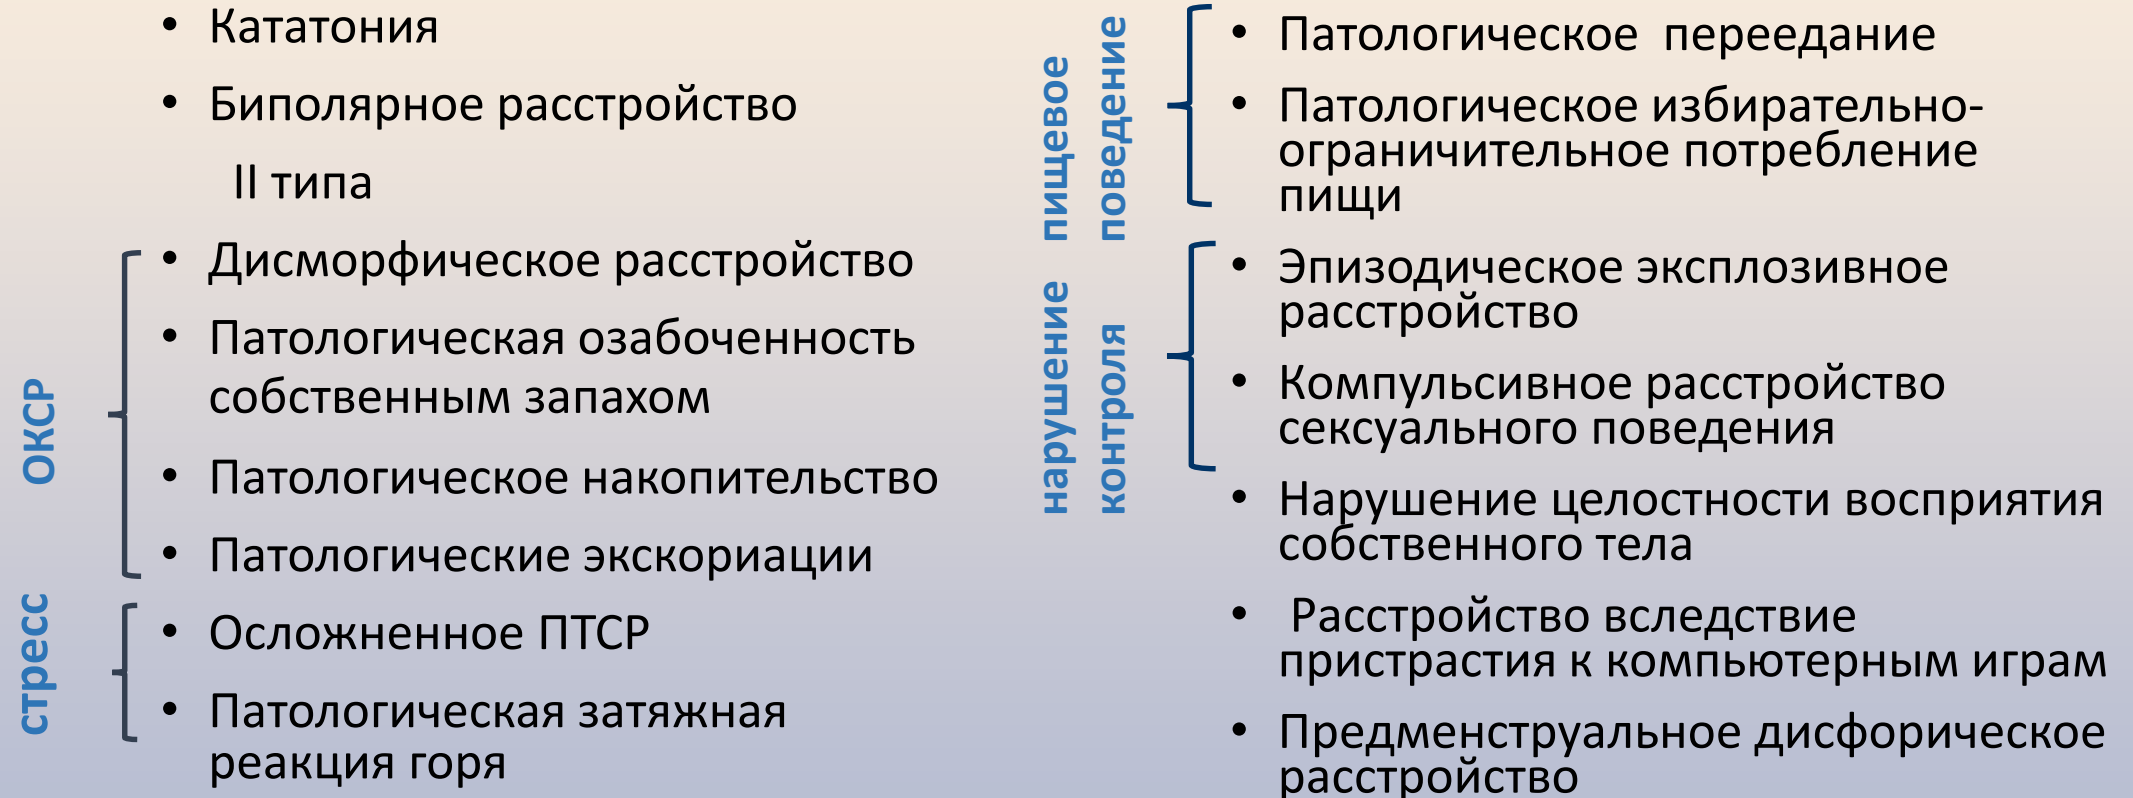 • Кататония
• Биполярное расстройство
II типа
ОКСР
• Дисморфическое расстройство
• Патологическая озабоченность
собственным запахом
• Патологическое накопительство
• Патологические экскориации
стресс
• Осложненное ПТСР
• Патологическая затяжная
реакция горя
пищевое
поведение
• Патологическое переедание
• Патологическое избирательно-
ограничительное потребление
пищи
нарушение
контроля
• Эпизодическое эксплозивное
расстройство
• Компульсивное расстройство
сексуального поведения
• Нарушение целостности восприятия
собственного тела
• Расстройство вследствие
пристрастия к компьютерным играм
• Предменструальное дисфорическое
расстройство